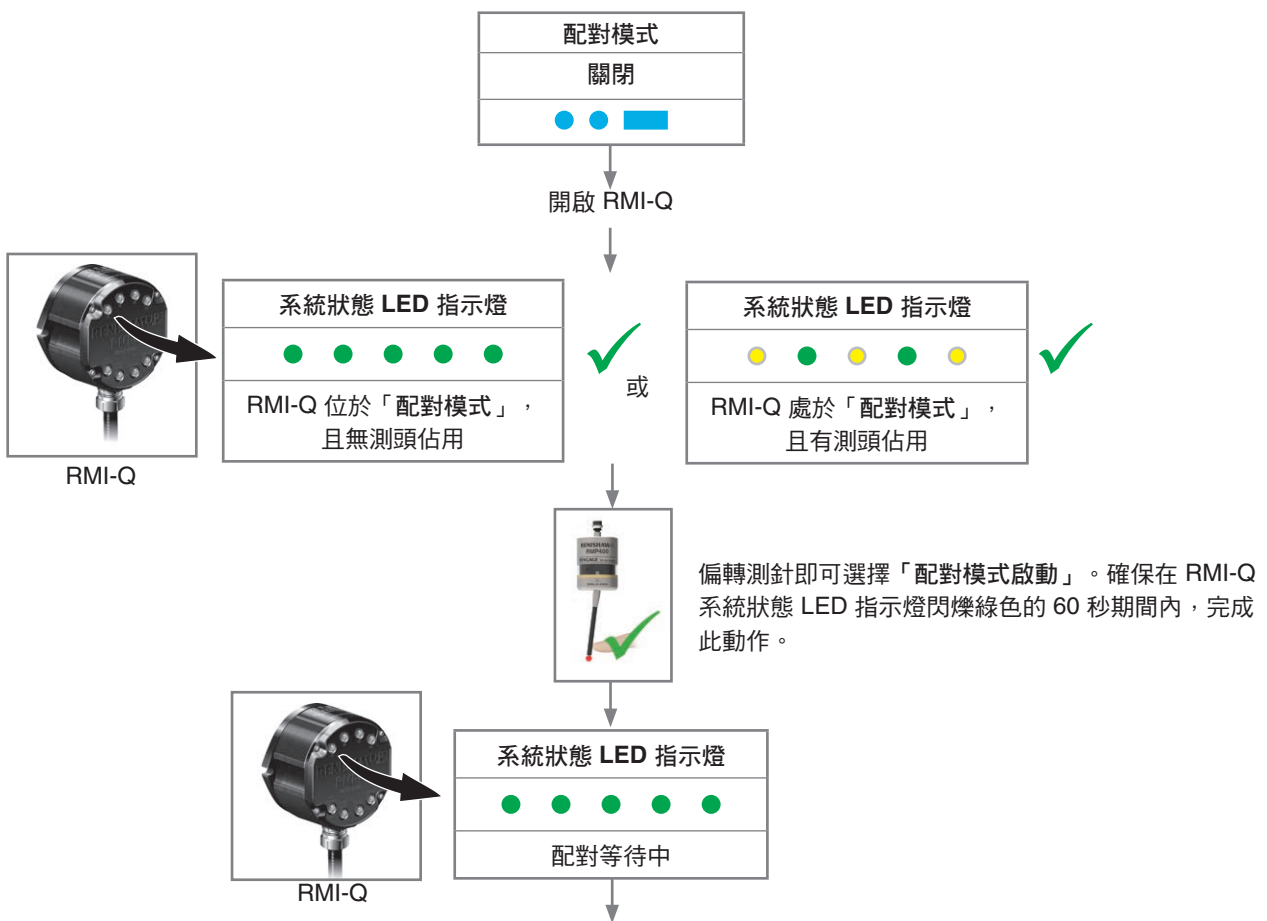 配對模式
關閉
開啟 RMI-Q
系統狀態 LED 指示燈
RMI-Q 位於「配對模式」，
且無測頭佔用
RMI-Q
或
系統狀態 LED 指示燈
RMI-Q 處於「配對模式」，
且有測頭佔用
RENISHAW
RMP400
偏轉測針即可選擇「配對模式啟動」。確保在 RMI-Q
系統狀態 LED 指示燈閃爍綠色的 60 秒期間內，完成
此動作。
系統狀態 LED 指示燈
配對等待中
RMI-Q